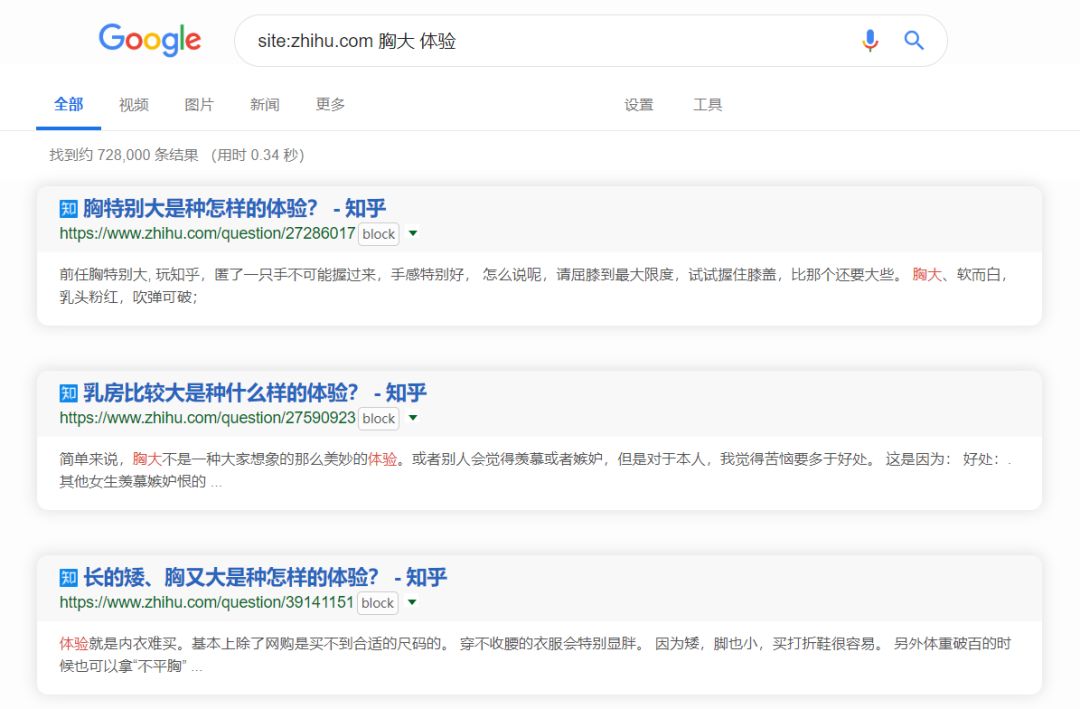 Google
site:zhihu.com 胸大 体验
全部 视频 图片 新闻 更多 设置 工具
找到约 728,000 条结果 （用时 0.34 秒）
知 胸特别大是种怎样的体验？ - 知乎
https://www.zhihu.com/question/27286017 block
前任胸特别大, 玩知乎，匿了一只手不可能握过来，手感特别好， 怎么说呢，请屈膝到最大限度，试试握住膝盖，比那个还要大些。 胸大、软而白，
乳头粉红，吹弹可破；
知 乳房比较大是种什么样的体验？ - 知乎
https://www.zhihu.com/question/27590923 block
简单来说，胸大不是一种大家想象的那么美妙的体验。或者别人会觉得羡慕或者嫉妒，但是对于本人，我觉得苦恼要多于好处。 这是因为： 好处：.
其他女生羡慕嫉妒恨的 ...
知 长的矮、胸又大是种怎样的体验？ - 知乎
https://www.zhihu.com/question/39141151 block
体验就是内衣难买。基本上除了网购是买不到合适的尺码的。 穿不收腰的衣服会特别显胖。 因为矮，脚也小，买打折鞋很容易。 另外体重破百的时
候也可以拿“不平胸” ...